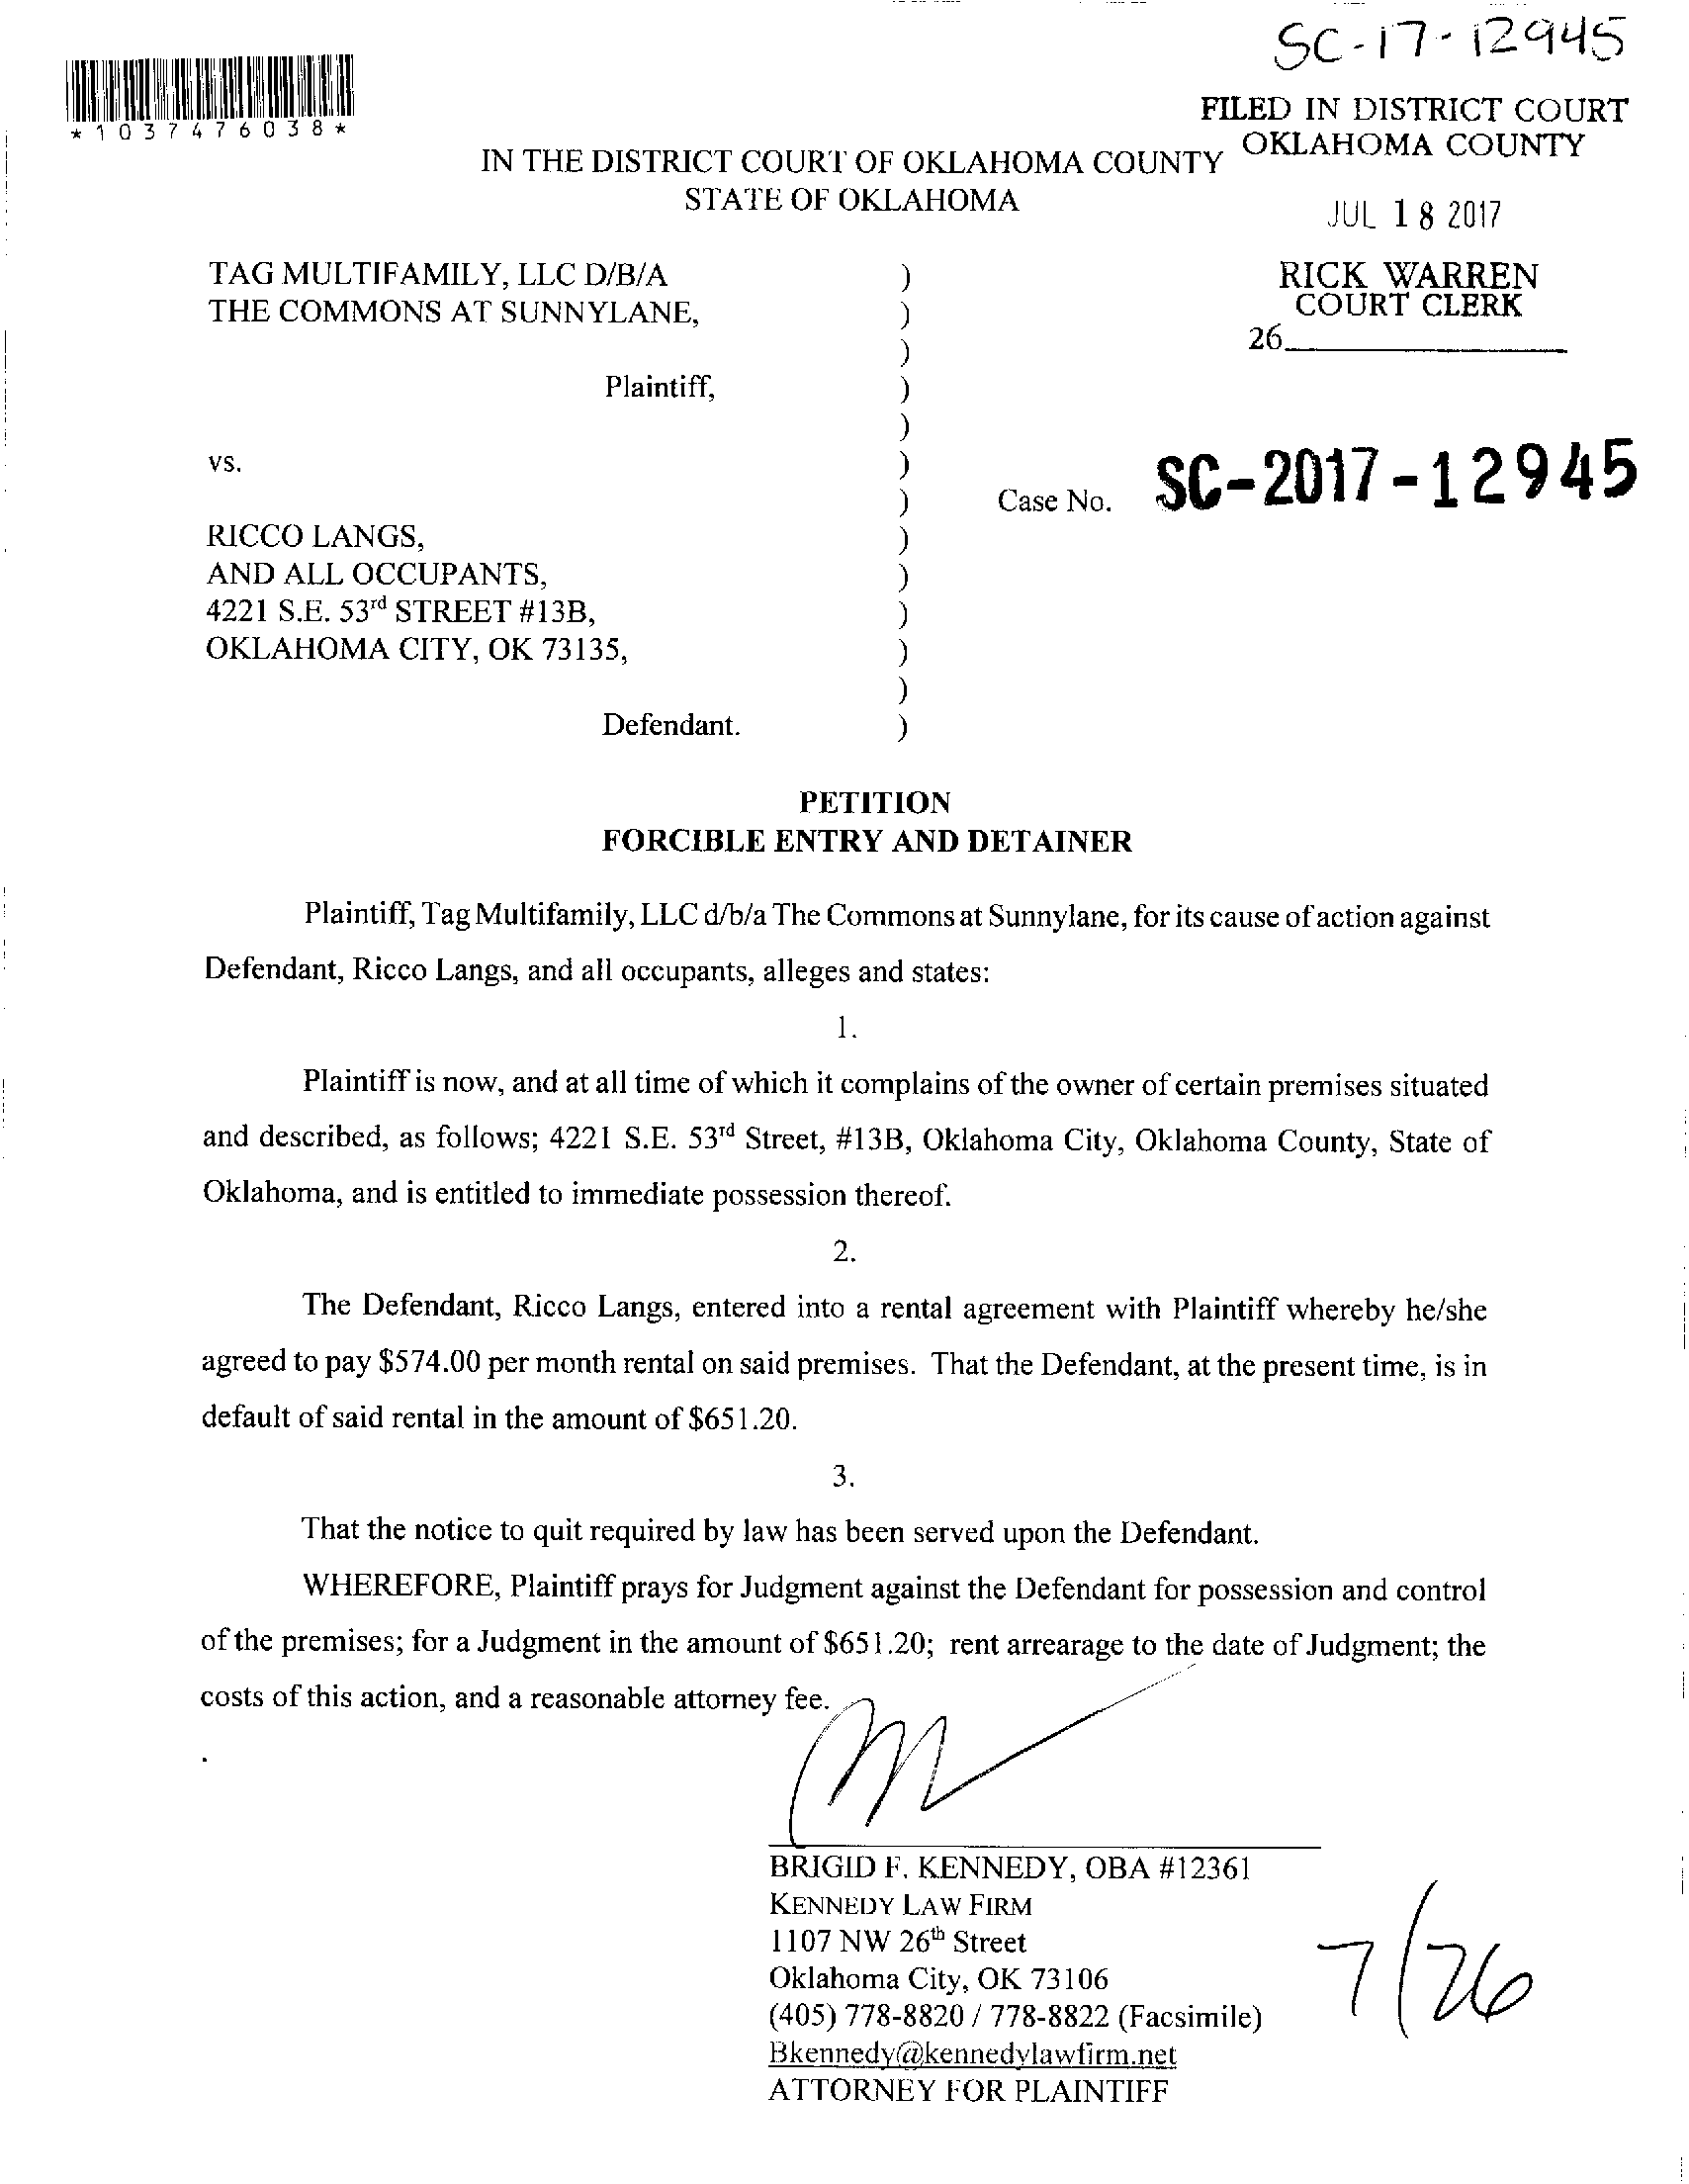 SC-17-12945
*1037476038*
FILED IN DISTRICT COURT
OKLAHOMA COUNTY
IN THE DISTRICT COURT OF OKLAHOMA COUNTY
STATE OF OKLAHOMA
JUL 18 2017
RICK WARREN
COURT CLERK
26
TAG MULTIFAMILY, LLC D/B/A )
THE COMMONS AT SUNNYLANE, )
)
Plaintiff, )
)
vs. )
) Case No. SC-2017-12945
RICCO LANGS, )
AND ALL OCCUPANTS, )
4221 S.E. 53rd STREET #13B, )
OKLAHOMA CITY, OK 73135, )
)
Defendant. )
PETITION
FORCIBLE ENTRY AND DETAINER
Plaintiff, Tag Multifamily, LLC d/b/a The Commons at Sunnylane, for its cause of action against
Defendant, Ricco Langs, and all occupants, alleges and states:
1.
Plaintiff is now, and at all time of which it complains of the owner of certain premises situated
and described, as follows; 4221 S.E. 53rd Street, #13B, Oklahoma City, Oklahoma County, State of
Oklahoma, and is entitled to immediate possession thereof.
2.
The Defendant, Ricco Langs, entered into a rental agreement with Plaintiff whereby he/she
agreed to pay $574.00 per month rental on said premises. That the Defendant, at the present time, is in
default of said rental in the amount of $651.20.
3.
That the notice to quit required by law has been served upon the Defendant.
WHEREFORE, Plaintiff prays for Judgment against the Defendant for possession and control
of the premises; for a Judgment in the amount of $651.20; rent arrearage to the date of Judgment; the
costs of this action, and a reasonable attorney fee.
BRIGID F. KENNEDY, OBA #12361
KENNEDY LAW FIRM
1107 NW 26th Street
Oklahoma City, OK 73106
(405) 778-8820 / 778-8822 (Facsimile)
Bkennedy@kennedylawfirm.net
ATTORNEY FOR PLAINTIFF
7/26